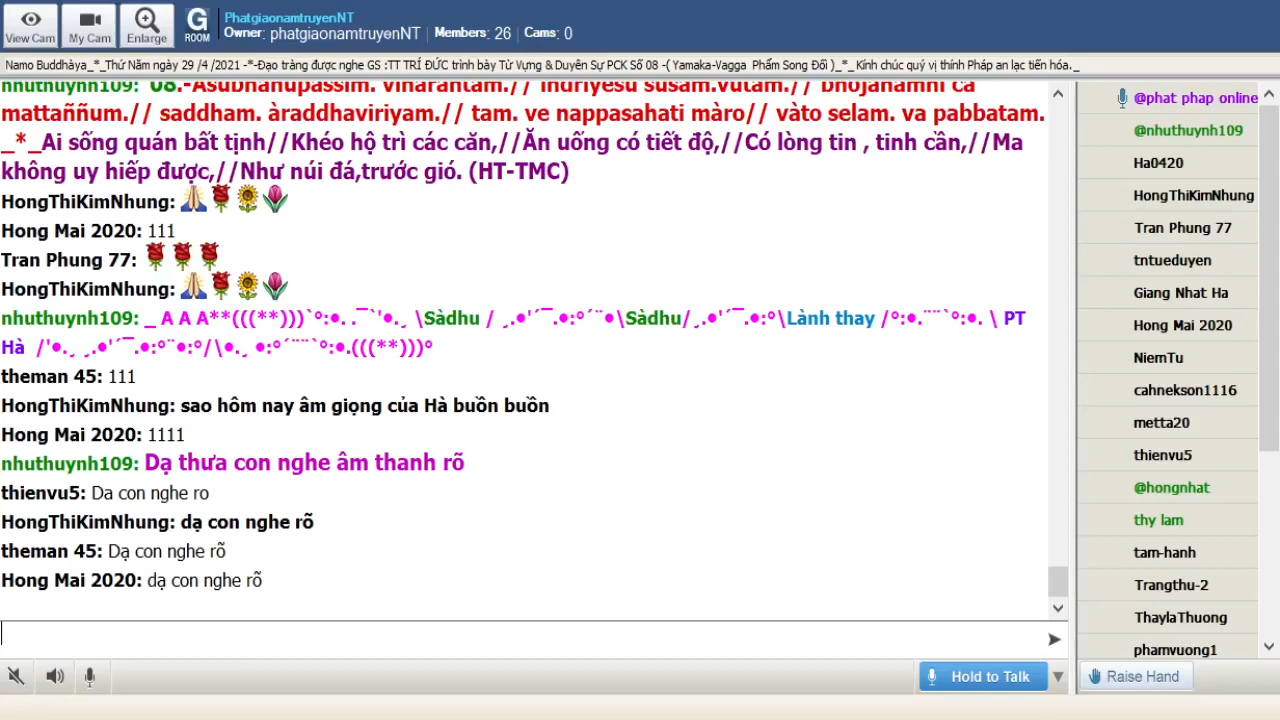 View Cam
My Cam
Enlarge
G
ROOM
PhatgiaonamtruyenNT
Owner: phatgiaonamtruyenNT
Members: 26
Cams: 0
Namo Buddhàya_*_Thứ Năm ngày 29 /4 /2021 -*-Đạo tràng được nghe GS :TT TRÍ ĐỨC trình bày Từ Vựng & Duyên Sự PCK Số 08 -( Yamaka-Vagga Phẩm Song Đối )_*_ Kính chúc quý vị thính Pháp an lạc tiến hóa._
nhuthuynh109: 08.-Asubhànupassim. viharantam.// indriyesu susam.vutam.// bhojanamhi ca
mattaññum.// saddham. àraddhaviriyam.// tam. ve nappasahati màro// vàto selam. va pabbatam.
_*_Ai sống quán bất tịnh//Khéo hộ trì các căn,//Ăn uống có tiết độ,//Có lòng tin , tinh cần,//Ma
không uy hiếp được,//Như núi đá,trước gió. (HT-TMC)
HongThiKimNhung:
Hong Mai 2020: 111
Tran Phung 77:
HongThiKimNhung:
nhuthuynh109: _ A A A**(((**)))`°:•. .¯`'•.¸ \Sàdhu / ¸.•'´¯.•:°´¨•\Sàdhu/¸.•'´¯.•:°\Lành thay /°:•.¨¨`°:•. \ PT
Hà /'•.¸ ¸.•'´¯.•:°¨•:°/\•.¸ •:°´¨¨`°:•.(((**)))°
theman 45: 111
HongThiKimNhung: sao hôm nay âm giọng của Hà buồn buồn
Hong Mai 2020: 1111
nhuthuynh109: Dạ thưa con nghe âm thanh rõ
thienvu5: Da con nghe ro
HongThiKimNhung: dạ con nghe rõ
theman 45: Dạ con nghe rõ
Hong Mai 2020: dạ con nghe rõ
@phat phap online
@nhuthuynh109
Ha0420
HongThiKimNhung
Tran Phung 77
tntueduyen
Giang Nhat Ha
Hong Mai 2020
NiemTu
cahnekson1116
metta20
thienvu5
@hongnhat
thy lam
tam-hanh
Trangthu-2
ThaylaThuong
phamvuong1
Hold to Talk
Raise Hand